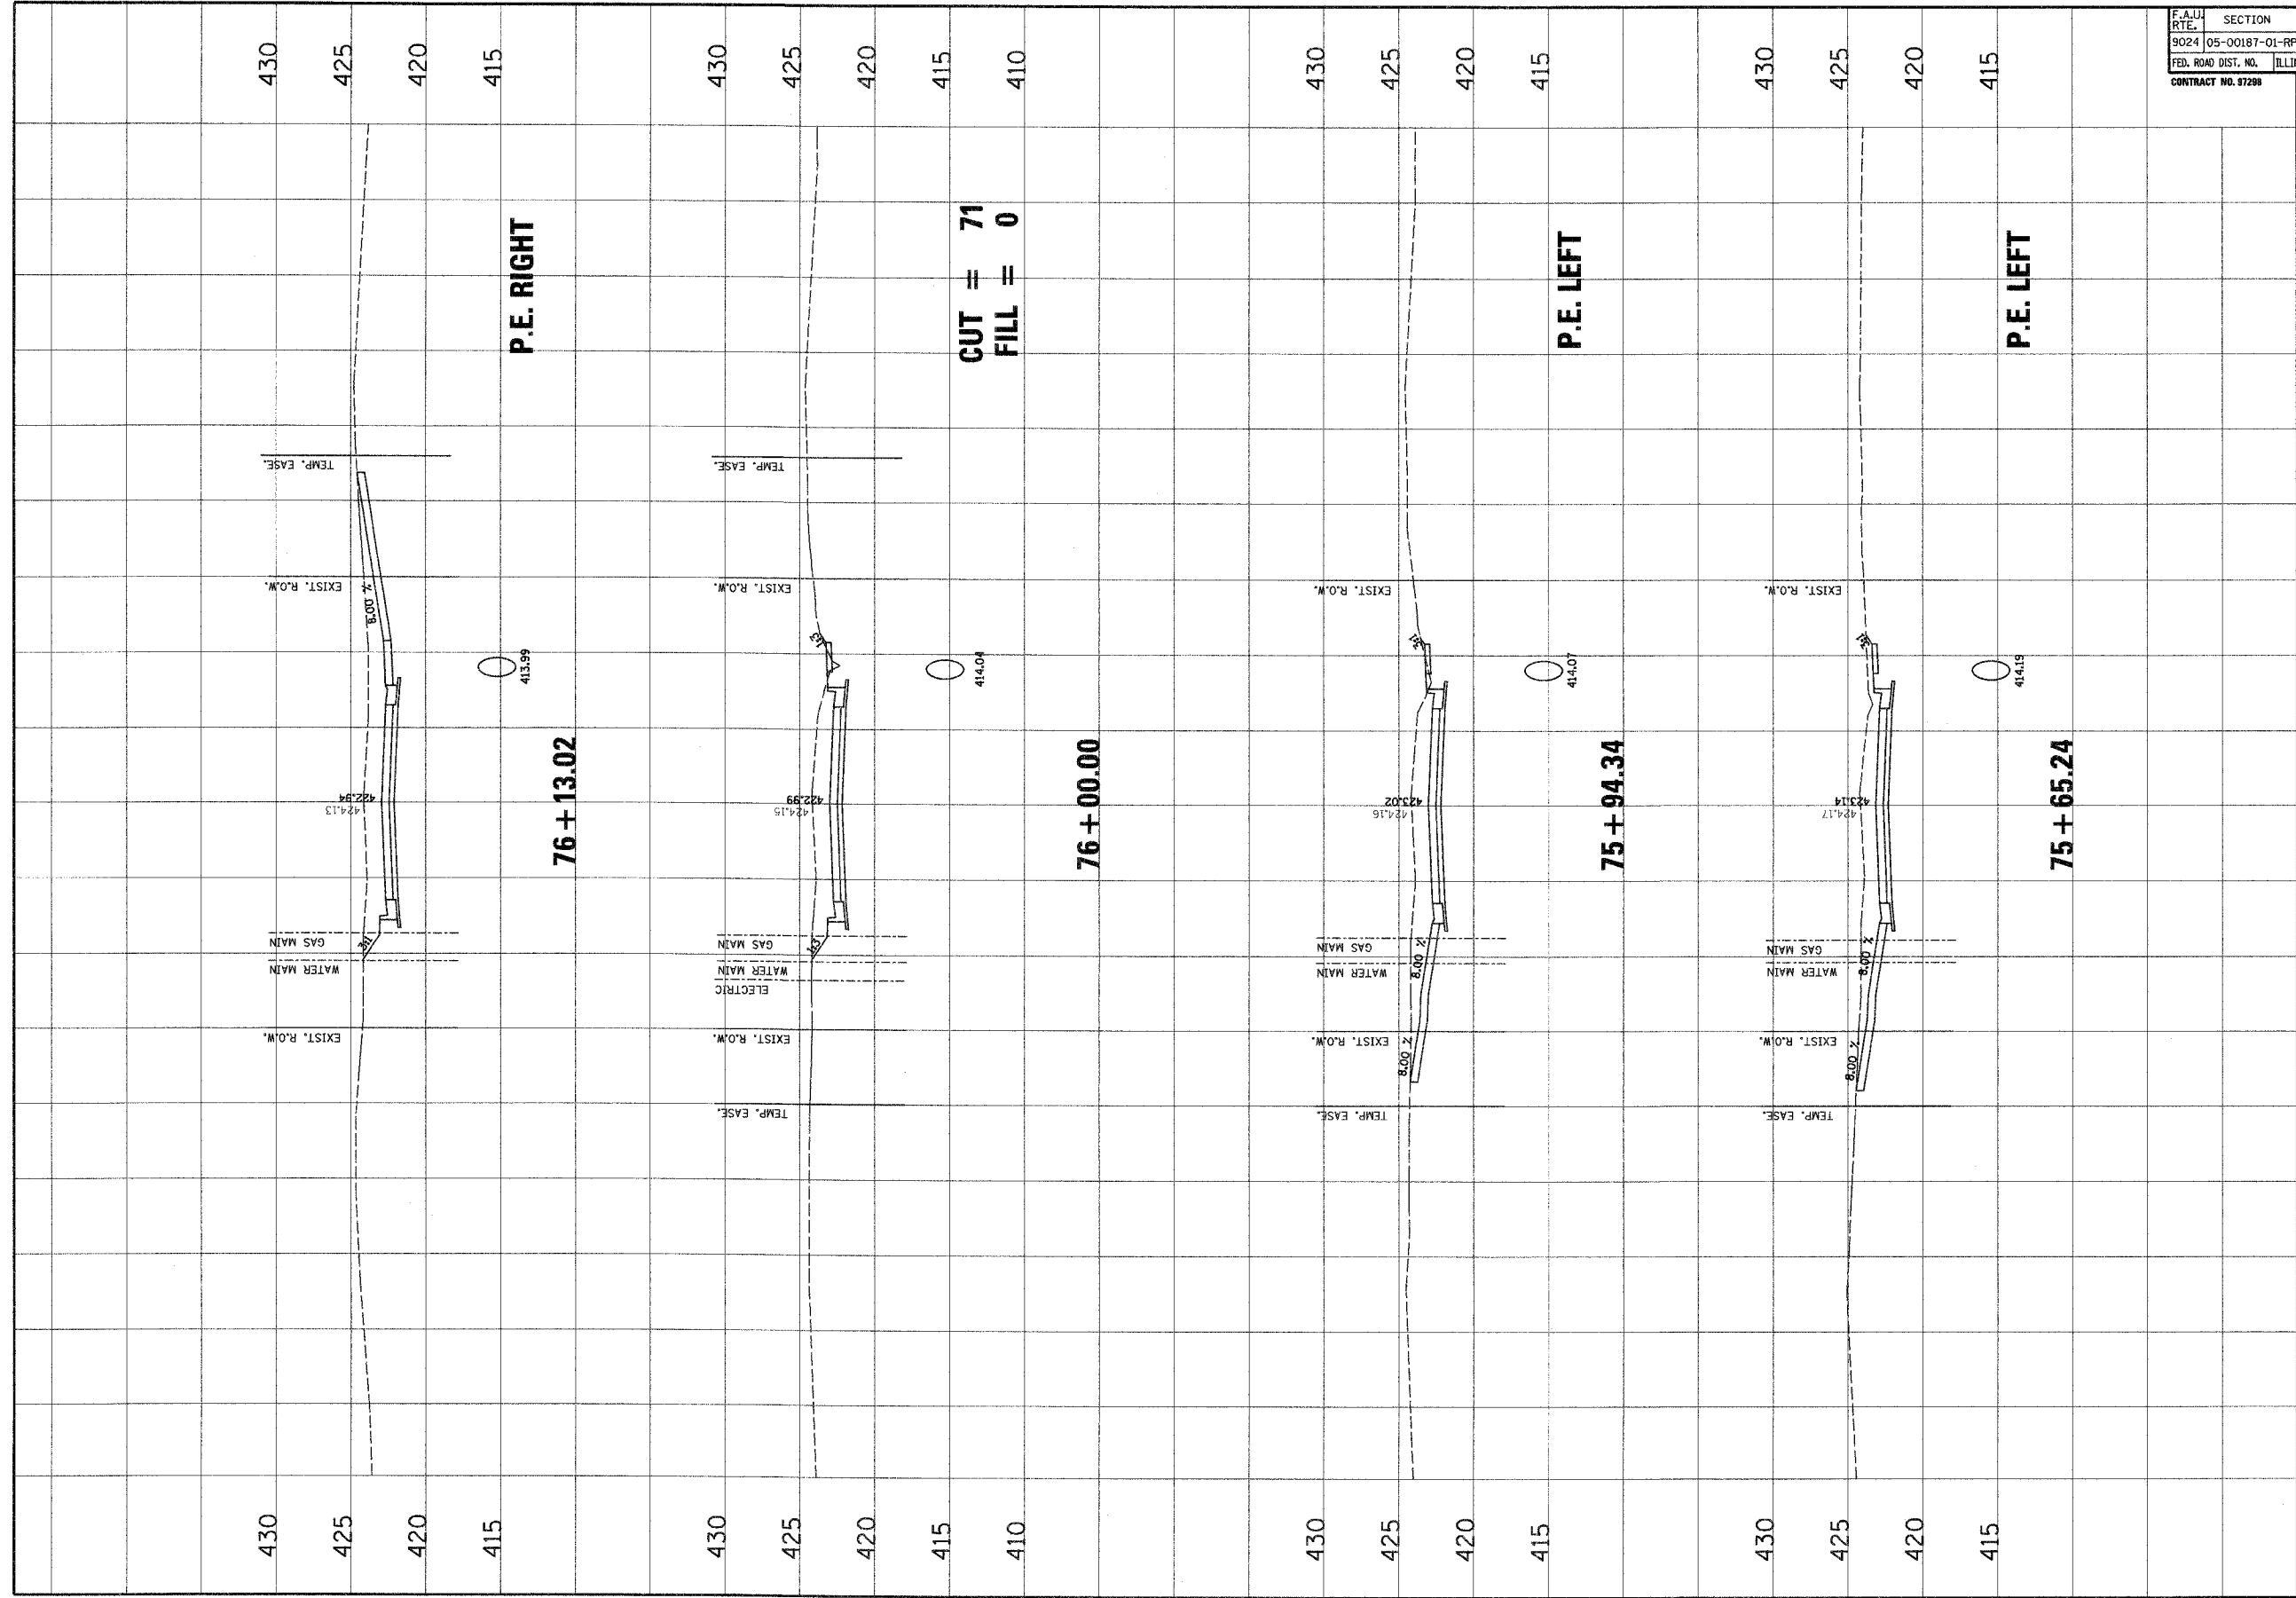 F.A.U. RTE. SECTION
9024 05-00187-01-RP
FED. ROAD DIST. NO.
CONTRACT NO. 97298
430 425 420 415
P.E. RIGHT
TEMP. EASE.
EXIST. R.O.W.
8.00 %
413.99
422.94
424.13
76+13.02
GAS MAIN
3:1
WATER MAIN
EXIST. R.O.W.
430 425 420 415
430 425 420 415 410
CUT = 71
FILL = 0
TEMP. EASE.
EXIST. R.O.W.
414.04
422.99
424.15
76+00.00
GAS MAIN
WATER MAIN
ELECTRIC
EXIST. R.O.W.
TEMP. EASE.
430 425 420 415 410
430 425 420 415
P.E. LEFT
EXIST. R.O.W.
414.07
423.02
424.16
75+94.34
GAS MAIN
WATER MAIN
8.00 %
EXIST. R.O.W.
8.00 %
TEMP. EASE.
430 425 420 415
430 425 420 415
P.E. LEFT
EXIST. R.O.W.
414.19
423.14
424.17
75+65.24
GAS MAIN
WATER MAIN
8.00 %
EXIST. R.O.W.
8.00 %
TEMP. EASE.
430 425 420 415